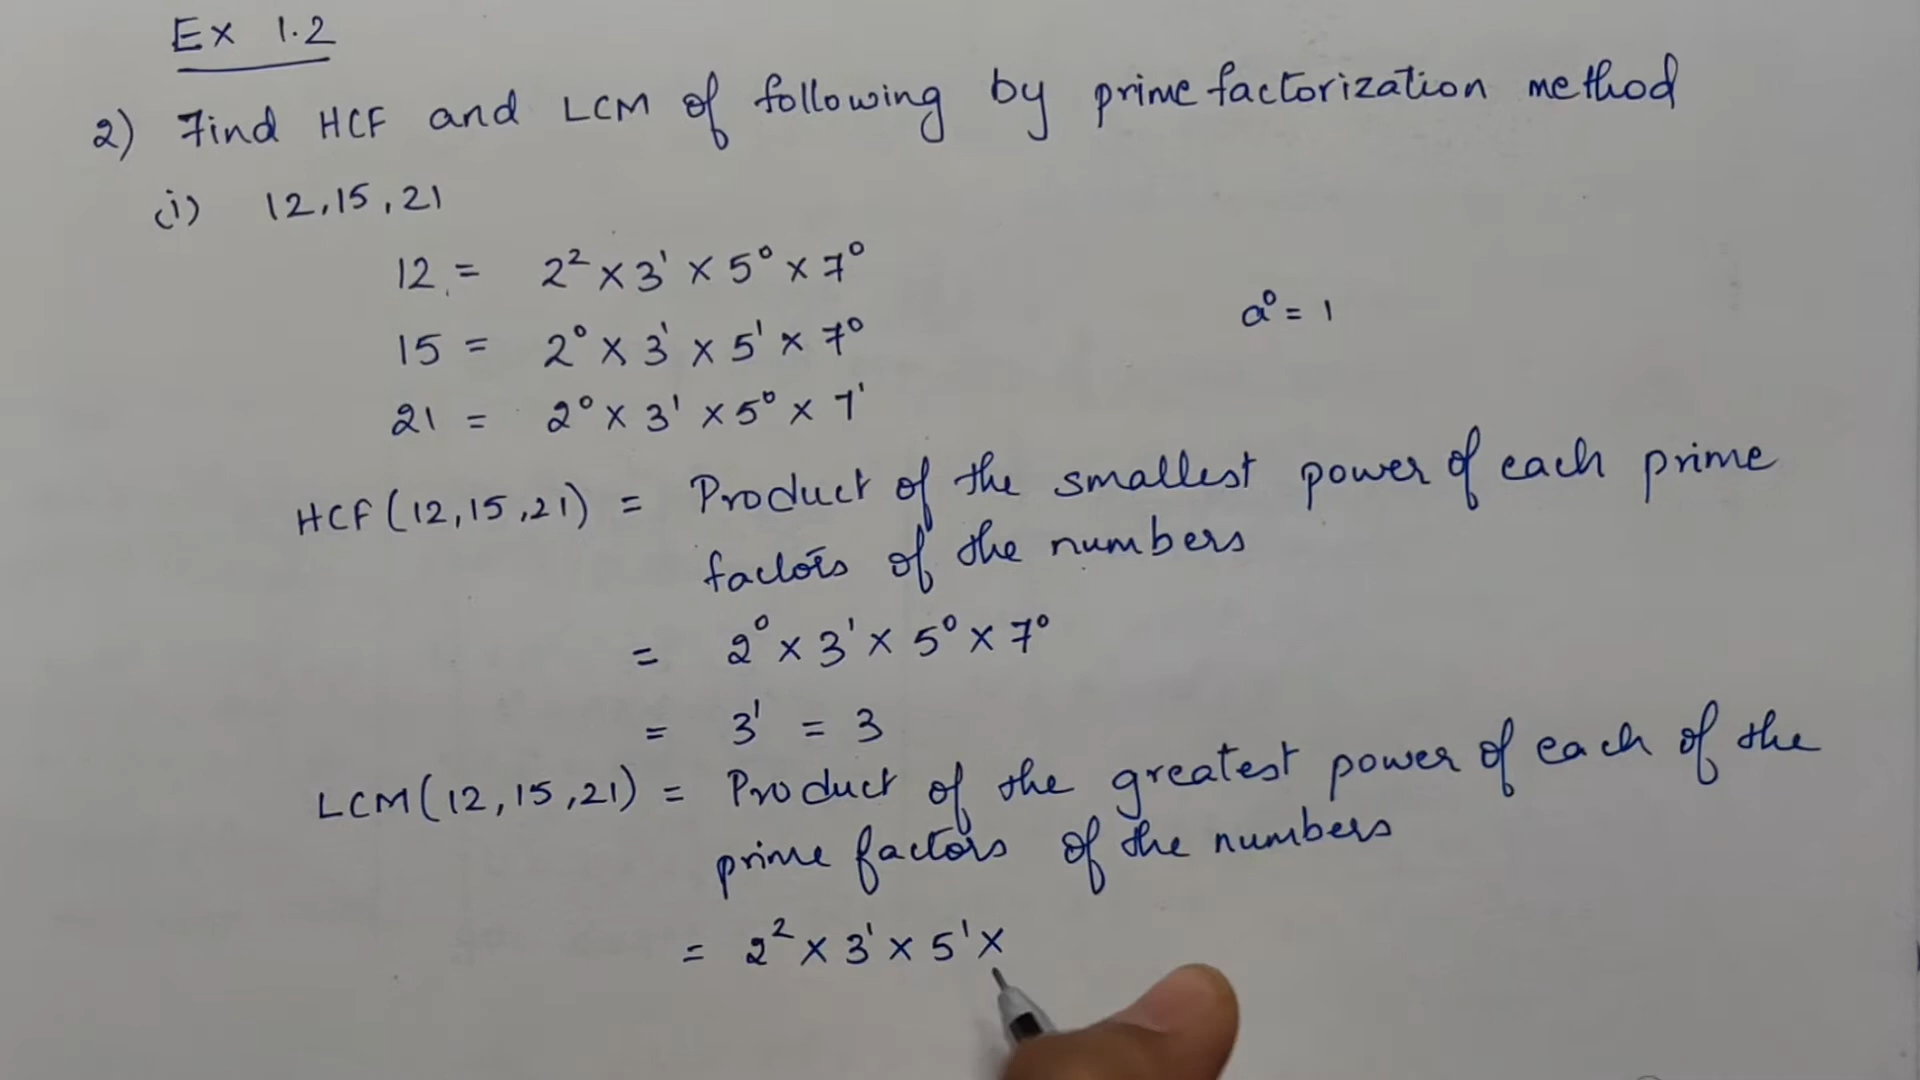 Ex 1.2
2) Find HCF and LCM of following by prime factorization method
(i) 12, 15, 21
12 = 2² × 3¹ × 5⁰ × 7⁰
a⁰ = 1
15 = 2⁰ × 3¹ × 5¹ × 7⁰
21 = 2⁰ × 3¹ × 5⁰ × 7¹
HCF (12, 15, 21) = Product of the smallest power of each prime
factors of the numbers
= 2⁰ × 3¹ × 5⁰ × 7⁰
= 3¹ = 3
LCM (12, 15, 21) = Product of the greatest power of each of the
prime factors of the numbers
= 2² × 3¹ × 5¹ ×